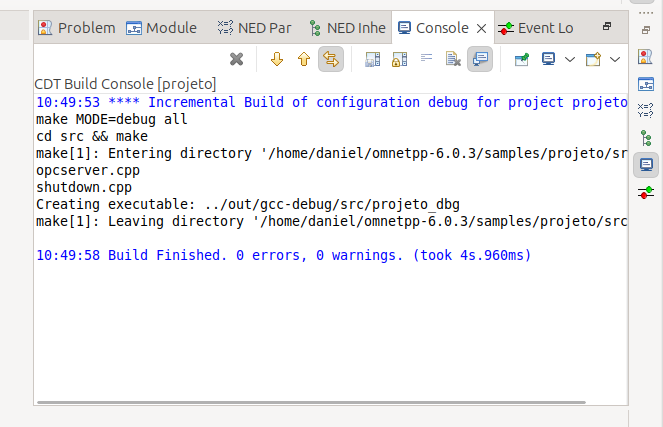 Problem
Module
NED Par
NED Inhe
Console
Event Lo
CDT Build Console [projeto]
10:49:53 **** Incremental Build of configuration debug for project projeto
make MODE=debug all
cd src && make
make[1]: Entering directory '/home/daniel/omnetpp-6.0.3/samples/projeto/sr
opcserver.cpp
shutdown.cpp
Creating executable: ../out/gcc-debug/src/projeto_dbg
make[1]: Leaving directory '/home/daniel/omnetpp-6.0.3/samples/projeto/src
10:49:58 Build Finished. 0 errors, 0 warnings. (took 4s.960ms)